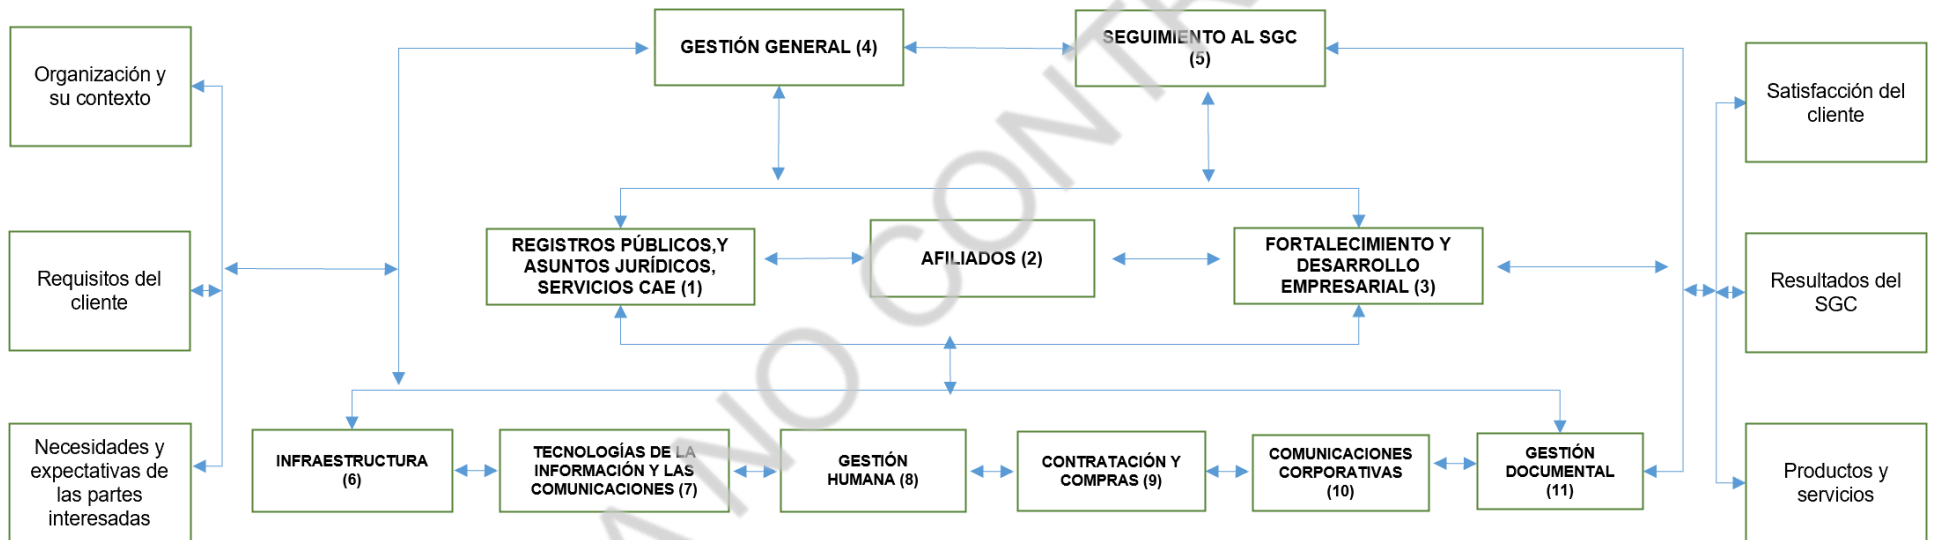 Organización y
su contexto
Requisitos del
cliente
Necesidades y
expectativas de
las partes
interesadas
GESTIÓN GENERAL (4)
SEGUIMIENTO AL SGC
(5)
REGISTROS PÚBLICOS,Y
ASUNTOS JURÍDICOS,
SERVICIOS CAE (1)
AFILIADOS (2)
FORTALECIMIENTO Y
DESARROLLO
EMPRESARIAL (3)
INFRAESTRUCTURA
(6)
TECNOLOGÍAS DE LA
INFORMACIÓN Y LAS
COMUNICACIONES (7)
GESTIÓN
HUMANA (8)
CONTRATACIÓN Y
COMPRAS (9)
COMUNICACIONES
CORPORATIVAS
(10)
GESTIÓN
DOCUMENTAL
(11)
Satisfacción del
cliente
Resultados del
SGC
Productos y
servicios
A NO CONTR